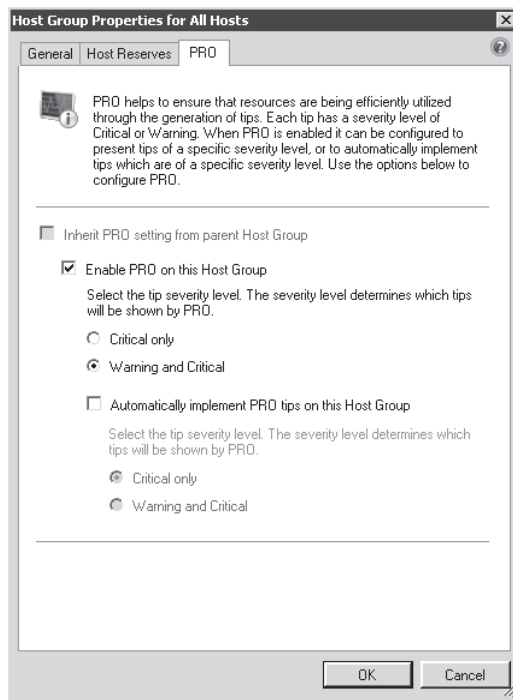 Host Group Properties for All Hosts
General Host Reserves PRO
PRO helps to ensure that resources are being efficiently utilized
through the generation of tips. Each tip has a severity level of
Critical or Warning. When PRO is enabled it can be configured to
present tips of a specific severity level, or to automatically implement
tips which are of a specific severity level. Use the options below to
configure PRO.
Inherit PRO setting from parent Host Group
Enable PRO on this Host Group
Select the tip severity level. The severity level determines which tips
will be shown by PRO.
Critical only
Warning and Critical
Automatically implement PRO tips on this Host Group
Select the tip severity level. The severity level determines which
tips will be shown by PRO.
Critical only
Warning and Critical
OK Cancel